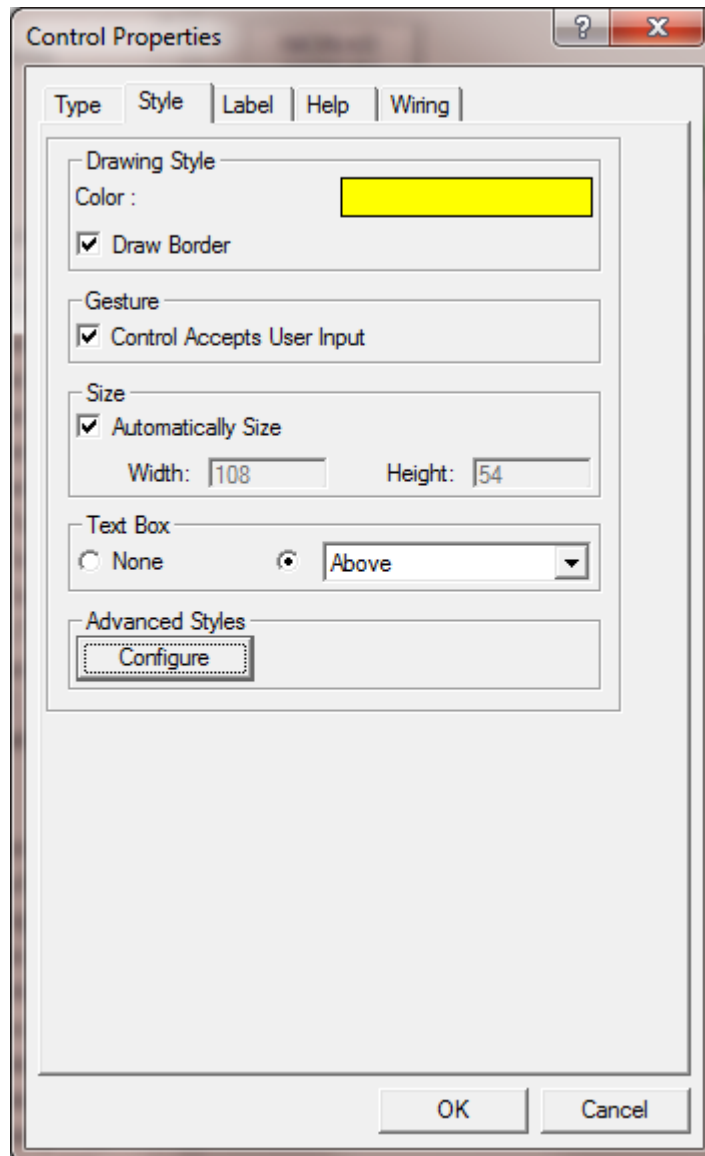 Control Properties
Type Style Label Help Wiring
Drawing Style
Color :
Draw Border
Gesture
Control Accepts User Input
Size
Automatically Size
Width: 108 Height: 54
Text Box
None Above
Advanced Styles
Configure
OK Cancel